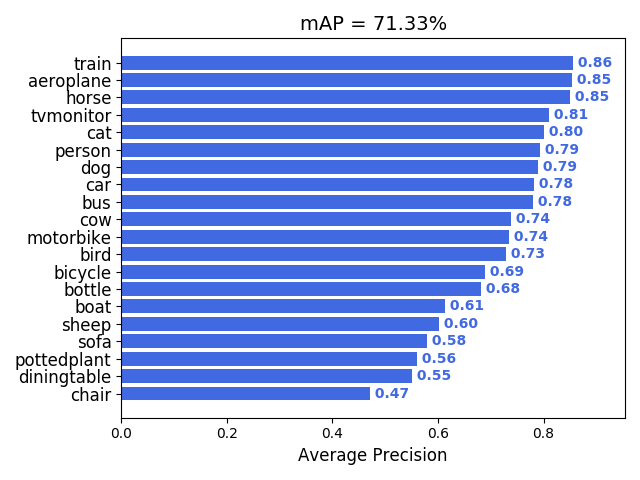 mAP = 71.33%
train 0.86
aeroplane 0.85
horse 0.85
tvmonitor 0.81
cat 0.80
person 0.79
dog 0.79
car 0.78
bus 0.78
cow 0.74
motorbike 0.74
bird 0.73
bicycle 0.69
bottle 0.68
boat 0.61
sheep 0.60
sofa 0.58
pottedplant 0.56
diningtable 0.55
chair 0.47
0.0 0.2 0.4 0.6 0.8
Average Precision